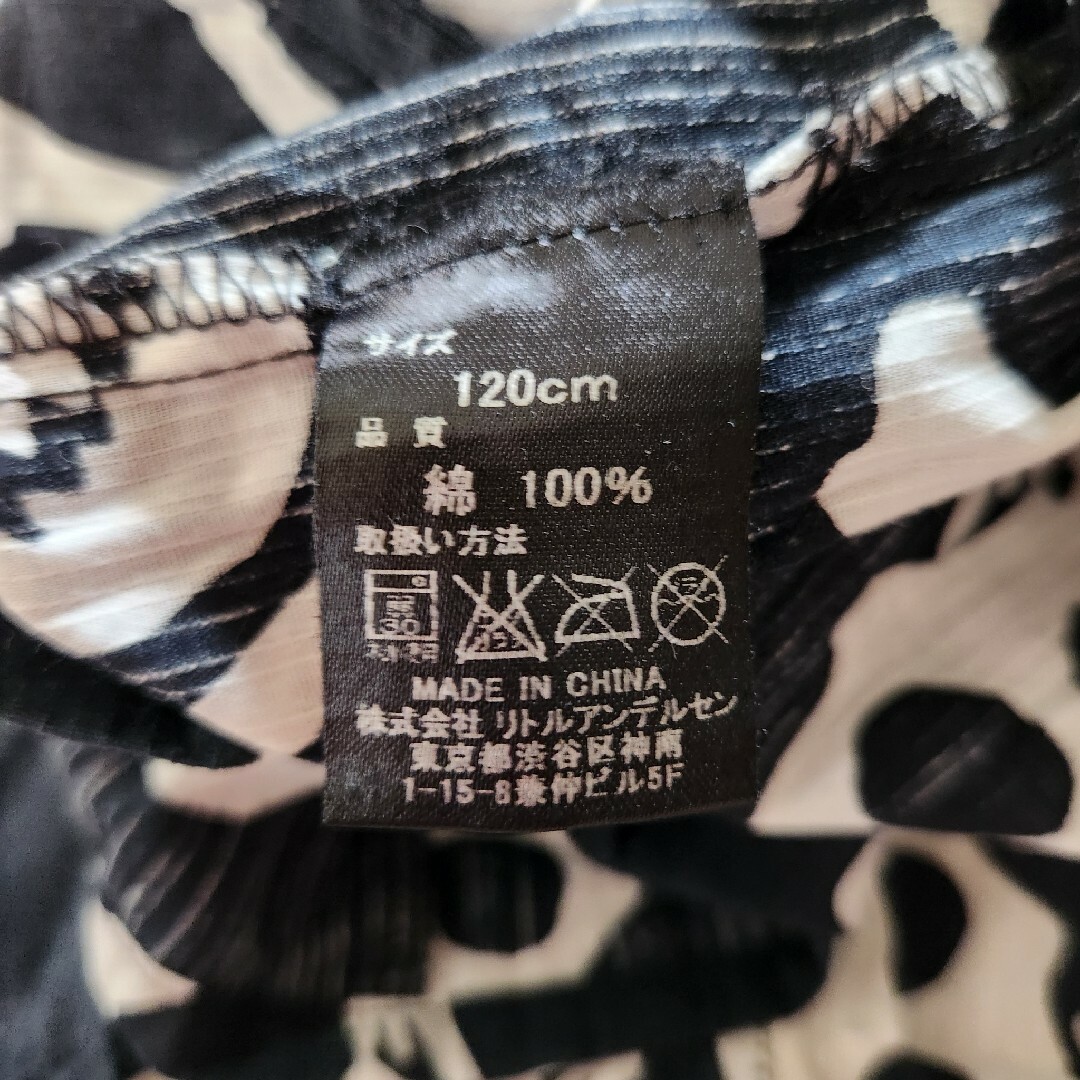 サイズ
120cm
品質
綿 100%
取扱い方法
30
MADE IN CHINA
株式会社 リトルアンデルセン
東京都渋谷区神南
1-15-8兼仲ビル5F